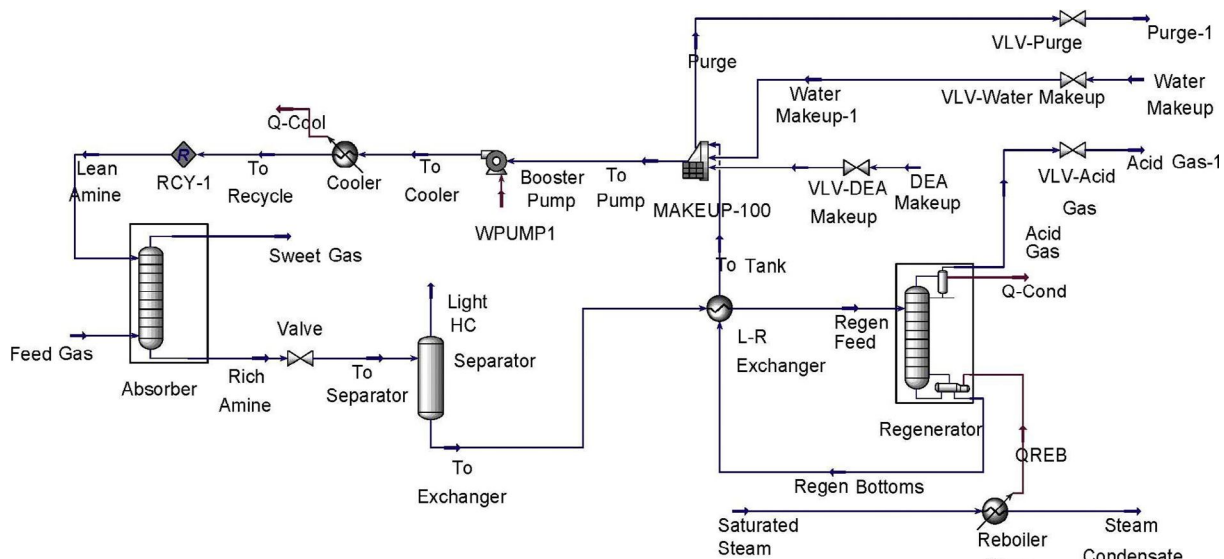 VLV-Purge
Purge-1
Purge
Water
Makeup-1
VLV-Water Makeup
Water
Makeup
Q-Cool
Lean
Amine
RCY-1
R
To
Recycle
Cooler
To
Cooler
WPUMP1
Booster
Pump
To
Pump
MAKEUP-100
VLV-DEA
Makeup
DEA
Makeup
VLV-Acid
Gas
Acid Gas-1
Acid
Gas
Q-Cond
Sweet Gas
Feed Gas
Absorber
Rich
Amine
Valve
To
Separator
Light
HC
Separator
To
Exchanger
To Tank
L-R
Exchanger
Regen
Feed
Regenerator
Regen Bottoms
QREB
Saturated
Steam
Reboiler
Steam
Condensate